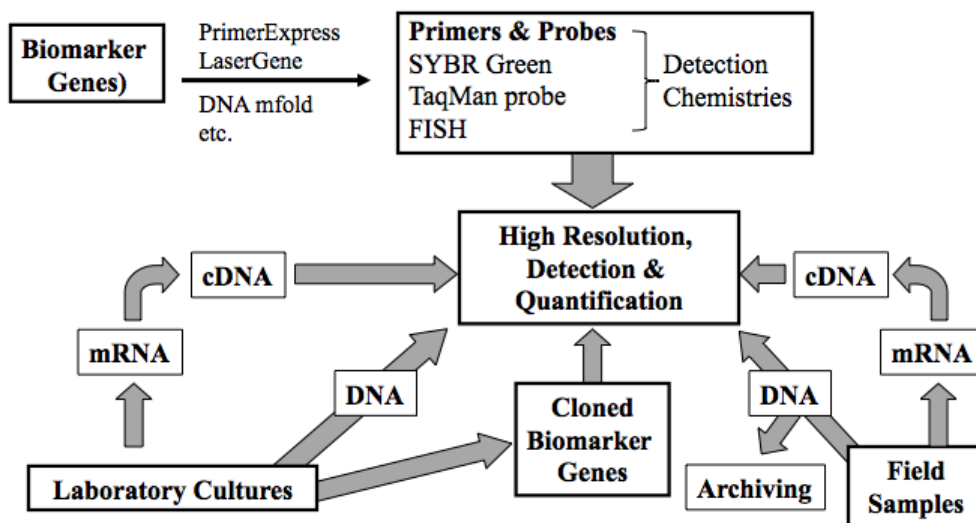 Biomarker
Genes)
PrimerExpress
LaserGene
DNA mfold
etc.
Primers & Probes
SYBR Green
TaqMan probe
FISH
Detection
Chemistries
High Resolution,
Detection &
Quantification
cDNA
cDNA
mRNA
mRNA
DNA
DNA
Cloned
Biomarker
Genes
Laboratory Cultures
Archiving
Field
Samples